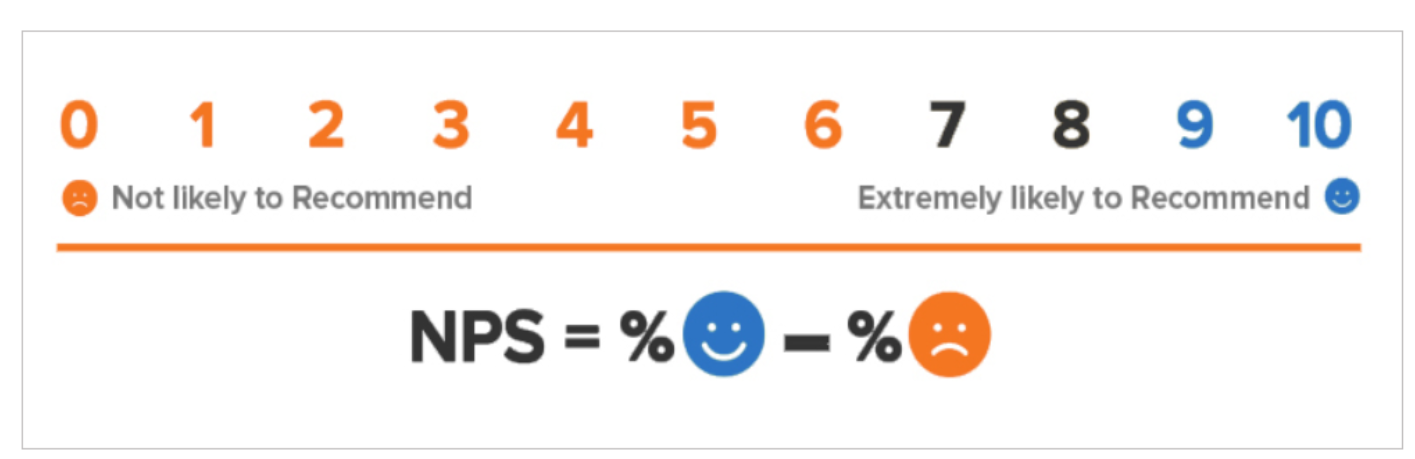 0 1 2 3 4 5 6 7 8 9 10
Not likely to Recommend Extremely likely to Recommend
NPS = % - %